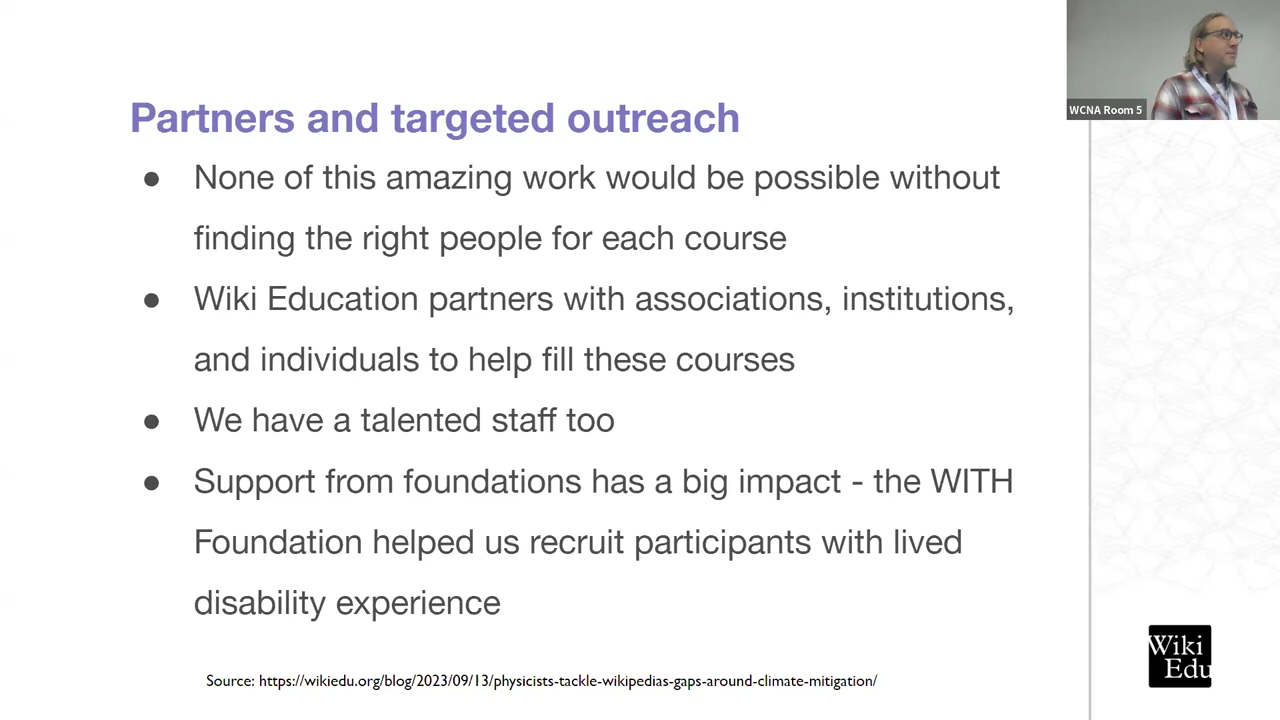 WCNA Room 5
Partners and targeted outreach
● None of this amazing work would be possible without
finding the right people for each course
● Wiki Education partners with associations, institutions,
and individuals to help fill these courses
● We have a talented staff too
● Support from foundations has a big impact - the WITH
Foundation helped us recruit participants with lived
disability experience
Source: https://wikiedu.org/blog/2023/09/13/physicists-tackle-wikipedias-gaps-around-climate-mitigation/
Wiki
Edu